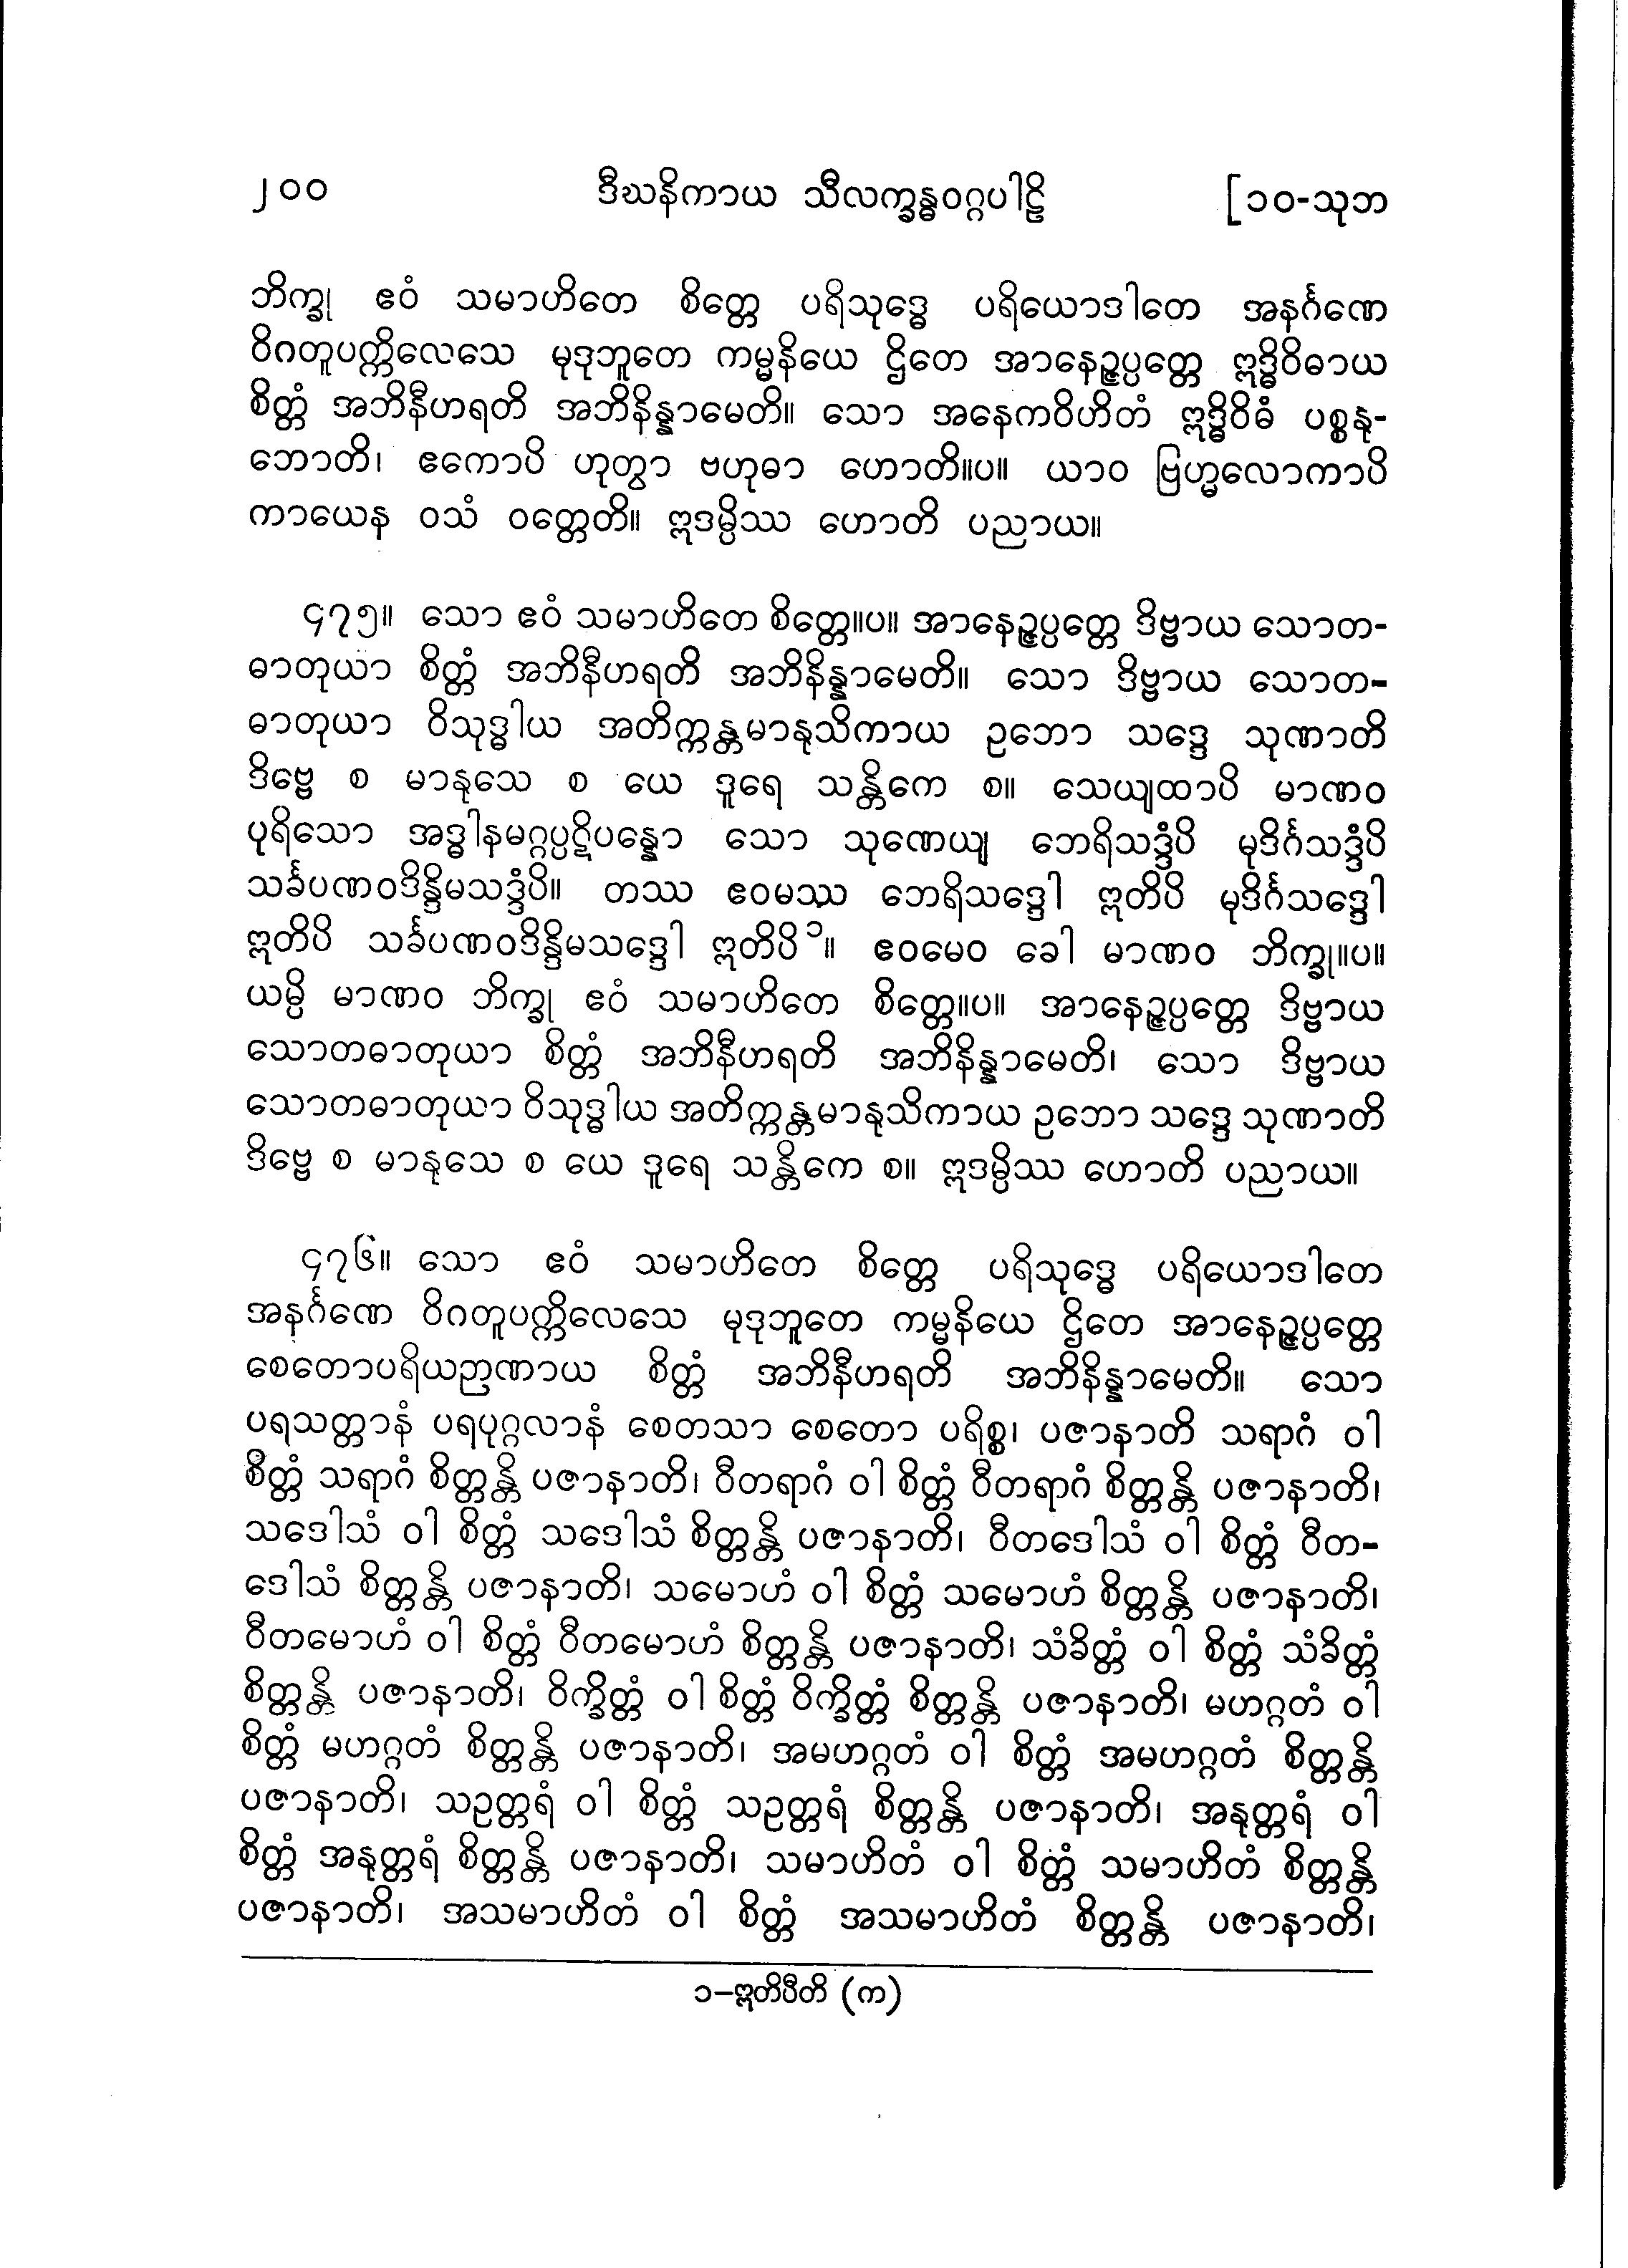 ၂၀၀ ဒီဃနိကာယ သီလက္ခန္ဓဝဂ္ဂပါဠိ [၁၀-သုဘ
ဘိက္ခု ဧဝံ သမာဟိတေ စိတ္တေ ပရိသုဒ္ဓေ ပရိယောဒါတေ အနင်္ဂဏေ
ဝိဂတူပက္ကိလေသေ မုဒုဘူတေ ကမ္မနိယေ ဌိတေ အာနေဉ္ဇပ္ပတ္တေ ဣဒ္ဓိဝိဓာယ
စိတ္တံ အဘိနီဟရတိ အဘိနိန္နာမေတိ။ သော အနေကဝိဟိတံ ဣဒ္ဓိဝိဓံ ပစ္စနု-
ဘောတိ၊ ဧကောပိ ဟုတွာ ဗဟုဓာ ဟောတိ။ပ။ ယာဝ ဗြဟ္မလောကာပိ
ကာယေန ဝသံ ဝတ္တေတိ။ ဣဒမ္ပိဿ ဟောတိ ပညာယ။
၄၇၅။ သော ဧဝံ သမာဟိတေ စိတ္တေ။ပ။ အာနေဉ္ဇပ္ပတ္တေ ဒိဗ္ဗာယ သောတ-
ဓာတုယာ စိတ္တံ အဘိနီဟရတိ အဘိနိန္နာမေတိ။ သော ဒိဗ္ဗာယ သောတ-
ဓာတုယာ ဝိသုဒ္ဓါယ အတိက္ကန္တမာနုသိကာယ ဥဘော သဒ္ဒေ သုဏာတိ
ဒိဗ္ဗေ စ မာနုသေ စ ယေ ဒူရေ သန္တိကေ စ။ သေယျထာပိ မာဏဝ
ပုရိသော အဒ္ဓါနမဂ္ဂပ္ပဋိပန္နော သော သုဏေယျ ဘေရိသဒ္ဒံပိ မုဒိင်္ဂသဒ္ဒံပိ
သင်္ခပဏဝဒိန္ဒိမသဒ္ဒံပိ။ တဿ ဧဝမဿ ဘေရိသဒ္ဒေါ ဣတိပိ မုဒိင်္ဂသဒ္ဒေါ
ဣတိပိ သင်္ခပဏဝဒိန္ဒိမသဒ္ဒေါ ဣတိပိ၁။ ဧဝမေဝ ခေါ မာဏဝ ဘိက္ခု။ပ။
ယမ္ပိ မာဏဝ ဘိက္ခု ဧဝံ သမာဟိတေ စိတ္တေ။ပ။ အာနေဉ္ဇပ္ပတ္တေ ဒိဗ္ဗာယ
သောတဓာတုယာ စိတ္တံ အဘိနီဟရတိ အဘိနိန္နာမေတိ၊ သော ဒိဗ္ဗာယ
သောတဓာတုယာ ဝိသုဒ္ဓါယ အတိက္ကန္တမာနုသိကာယ ဥဘော သဒ္ဒေ သုဏာတိ
ဒိဗ္ဗေ စ မာနုသေ စ ယေ ဒူရေ သန္တိကေ စ။ ဣဒမ္ပိဿ ဟောတိ ပညာယ။
၄၇၆။ သော ဧဝံ သမာဟိတေ စိတ္တေ ပရိသုဒ္ဓေ ပရိယောဒါတေ
အနင်္ဂဏေ ဝိဂတူပက္ကိလေသေ မုဒုဘူတေ ကမ္မနိယေ ဌိတေ အာနေဉ္ဇပ္ပတ္တေ
စေတောပရိယဉာဏာယ စိတ္တံ အဘိနီဟရတိ အဘိနိန္နာမေတိ။ သော
ပရသတ္တာနံ ပရပုဂ္ဂလာနံ စေတသာ စေတော ပရိစ္စ၊ ပဇာနာတိ သရာဂံ ဝါ
စိတ္တံ သရာဂံ စိတ္တန္တိ ပဇာနာတိ၊ ဝီတရာဂံ ဝါ စိတ္တံ ဝီတရာဂံ စိတ္တန္တိ ပဇာနာတိ၊
သဒေါသံ ဝါ စိတ္တံ သဒေါသံ စိတ္တန္တိ ပဇာနာတိ၊ ဝီတဒေါသံ ဝါ စိတ္တံ ဝီတ-
ဒေါသံ စိတ္တန္တိ ပဇာနာတိ၊ သမောဟံ ဝါ စိတ္တံ သမောဟံ စိတ္တန္တိ ပဇာနာတိ၊
ဝီတမောဟံ ဝါ စိတ္တံ ဝီတမောဟံ စိတ္တန္တိ ပဇာနာတိ၊ သံခိတ္တံ ဝါ စိတ္တံ သံခိတ္တံ
စိတ္တန္တိ ပဇာနာတိ၊ ဝိက္ခိတ္တံ ဝါ စိတ္တံ ဝိက္ခိတ္တံ စိတ္တန္တိ ပဇာနာတိ၊ မဟဂ္ဂတံ ဝါ
စိတ္တံ မဟဂ္ဂတံ စိတ္တန္တိ ပဇာနာတိ၊ အမဟဂ္ဂတံ ဝါ စိတ္တံ အမဟဂ္ဂတံ စိတ္တန္တိ
ပဇာနာတိ၊ သဥတ္တရံ ဝါ စိတ္တံ သဥတ္တရံ စိတ္တန္တိ ပဇာနာတိ၊ အနုတ္တရံ ဝါ
စိတ္တံ အနုတ္တရံ စိတ္တန္တိ ပဇာနာတိ၊ သမာဟိတံ ဝါ စိတ္တံ သမာဟိတံ စိတ္တန္တိ
ပဇာနာတိ၊ အသမာဟိတံ ဝါ စိတ္တံ အသမာဟိတံ စိတ္တန္တိ ပဇာနာတိ၊
၁–ဣတိပီတိ (က)